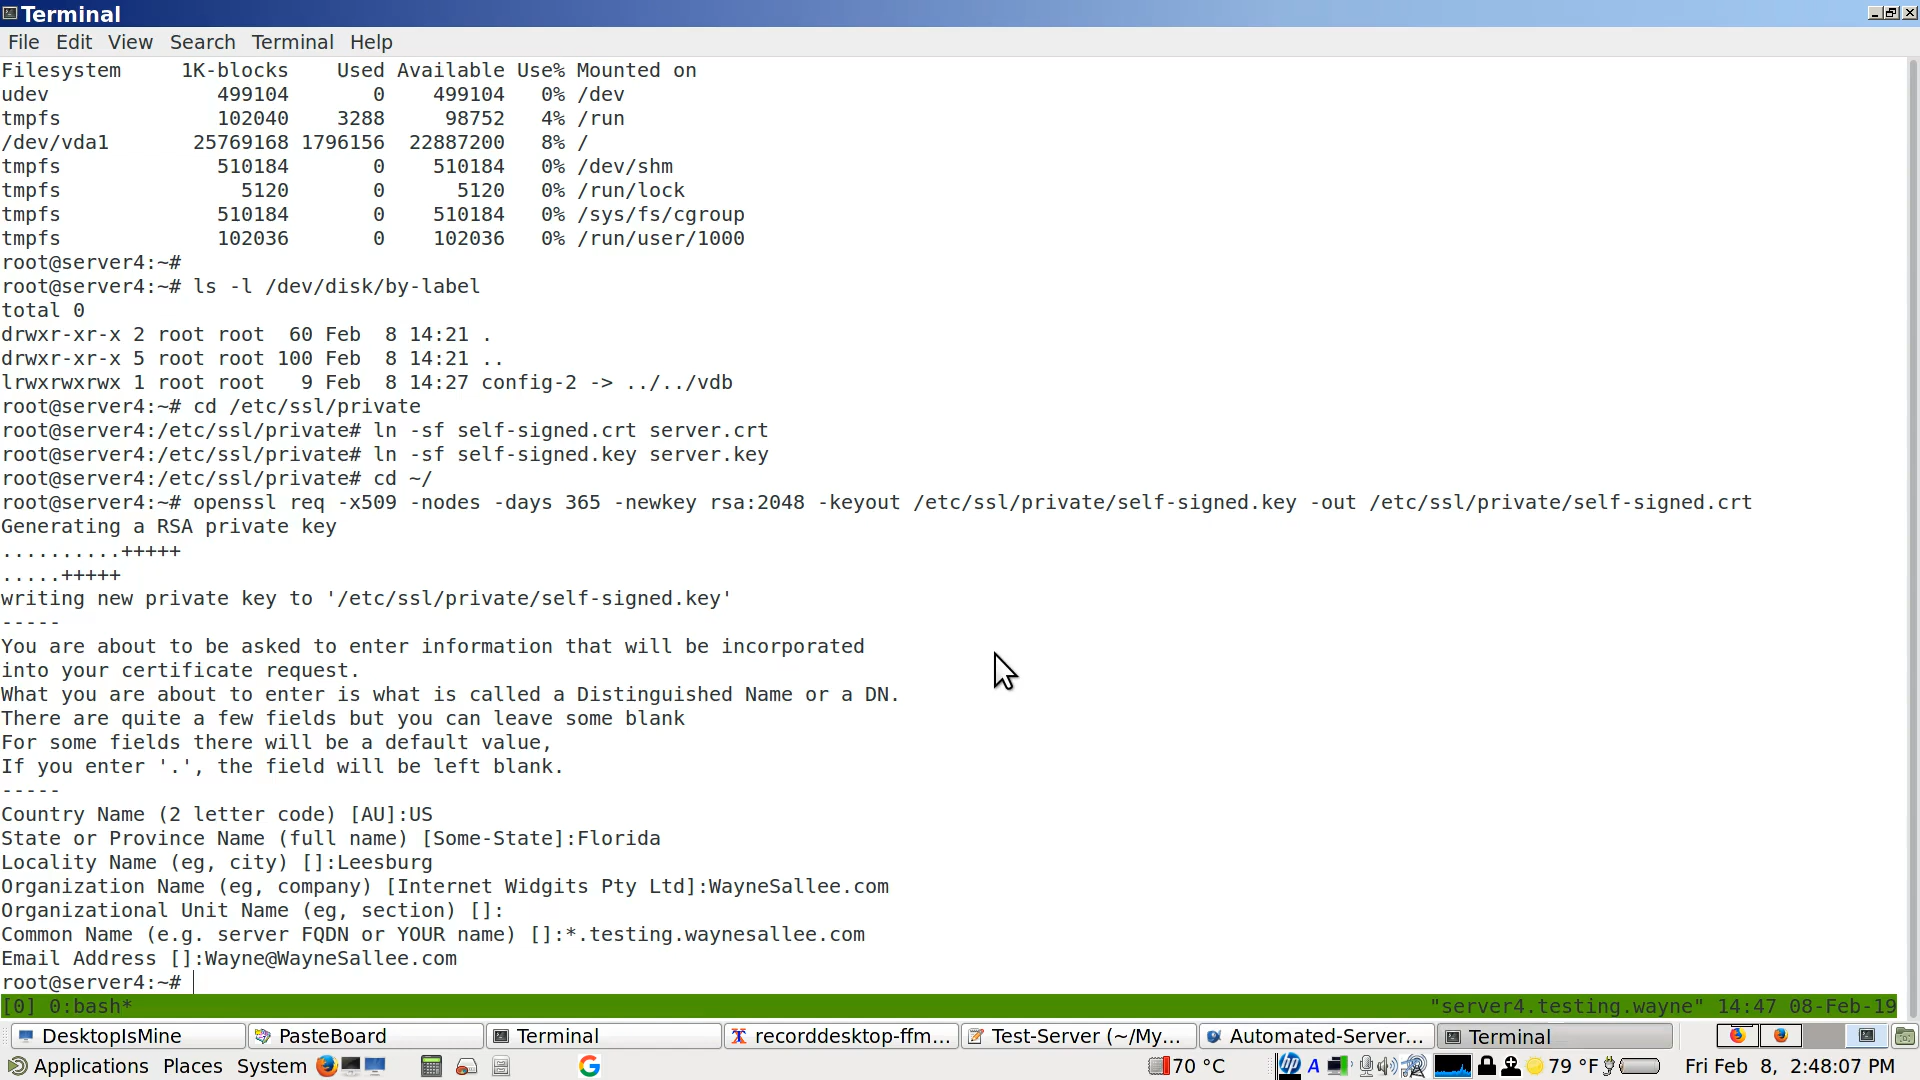 Terminal
File Edit View Search Terminal Help
Filesystem     1K-blocks    Used Available Use% Mounted on
udev              499104       0    499104   0% /dev
tmpfs             102040    3288     98752   4% /run
/dev/vda1       25769168 1796156  22887200   8% /
tmpfs             510184       0    510184   0% /dev/shm
tmpfs               5120       0      5120   0% /run/lock
tmpfs             510184       0    510184   0% /sys/fs/cgroup
tmpfs             102036       0    102036   0% /run/user/1000
root@server4:~#
root@server4:~# ls -l /dev/disk/by-label
total 0
drwxr-xr-x 2 root root  60 Feb  8 14:21 .
drwxr-xr-x 5 root root 100 Feb  8 14:21 ..
lrwxrwxrwx 1 root root   9 Feb  8 14:27 config-2 -> ../../vdb
root@server4:~# cd /etc/ssl/private
root@server4:/etc/ssl/private# ln -sf self-signed.crt server.crt
root@server4:/etc/ssl/private# ln -sf self-signed.key server.key
root@server4:/etc/ssl/private# cd ~/
root@server4:~# openssl req -x509 -nodes -days 365 -newkey rsa:2048 -keyout /etc/ssl/private/self-signed.key -out /etc/ssl/private/self-signed.crt
Generating a RSA private key
..........+++++
.....+++++
writing new private key to '/etc/ssl/private/self-signed.key'
-----
You are about to be asked to enter information that will be incorporated
into your certificate request.
What you are about to enter is what is called a Distinguished Name or a DN.
There are quite a few fields but you can leave some blank
For some fields there will be a default value,
If you enter '.', the field will be left blank.
-----
Country Name (2 letter code) [AU]:US
State or Province Name (full name) [Some-State]:Florida
Locality Name (eg, city) []:Leesburg
Organization Name (eg, company) [Internet Widgits Pty Ltd]:WayneSallee.com
Organizational Unit Name (eg, section) []:
Common Name (e.g. server FQDN or YOUR name) []:*.testing.waynesallee.com
Email Address []:Wayne@WayneSallee.com
root@server4:~#
[0] 0:bash* "server4.testing.wayne" 14:47 08-Feb-19
DesktopIsMine PasteBoard Terminal recorddesktop-ffm... Test-Server (~/My... Automated-Server... Terminal
Applications Places System 70 °C hp A 79 °F Fri Feb  8,  2:48:07 PM